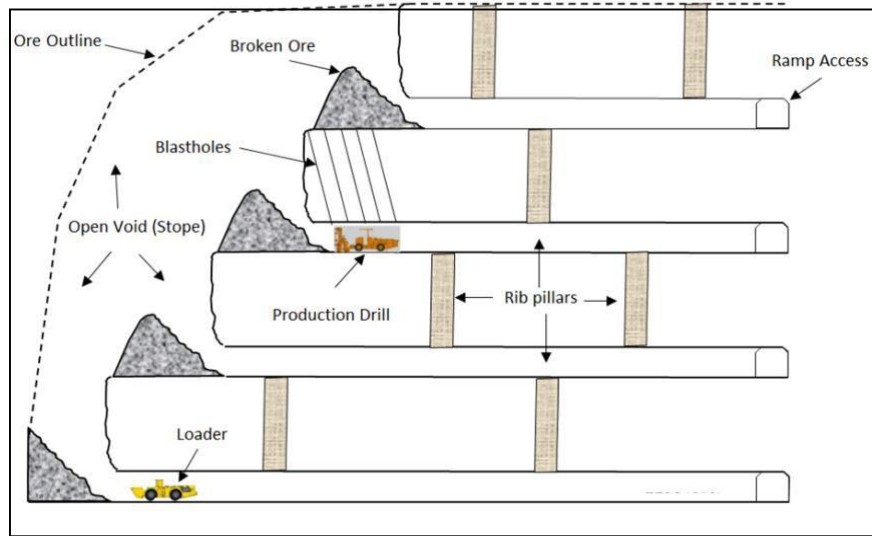 Ore Outline
Broken Ore
Ramp Access
Blastholes
Open Void (Stope)
Rib pillars
Production Drill
Loader